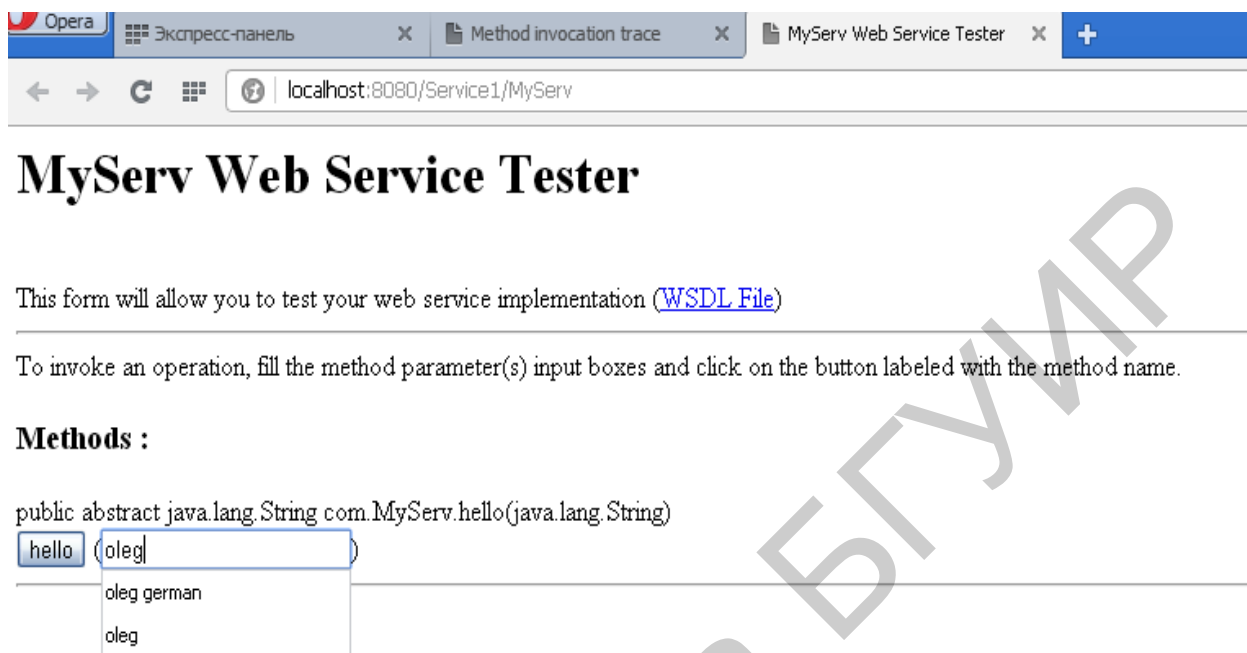 Opera
Экспресс-панель
Method invocation trace
MyServ Web Service Tester
localhost:8080/Service1/MyServ
MyServ Web Service Tester
This form will allow you to test your web service implementation (WSDL File)
To invoke an operation, fill the method parameter(s) input boxes and click on the button labeled with the method name.
Methods :
public abstract java.lang.String com.MyServ.hello(java.lang.String)
hello (oleg)
oleg german
oleg
БГУИР